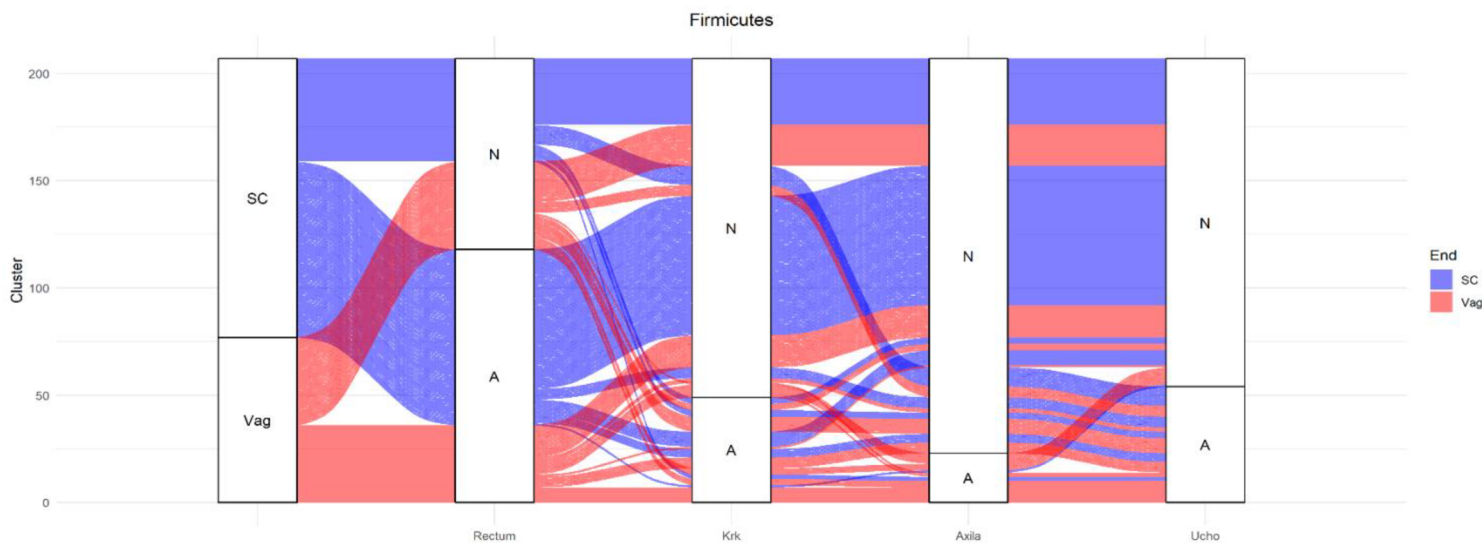 Firmicutes
200
150
100
50
0
Cluster
SC
Vag
N
A
N
A
N
A
N
A
Rectum
Krk
Axila
Ucho
End
SC
Vag